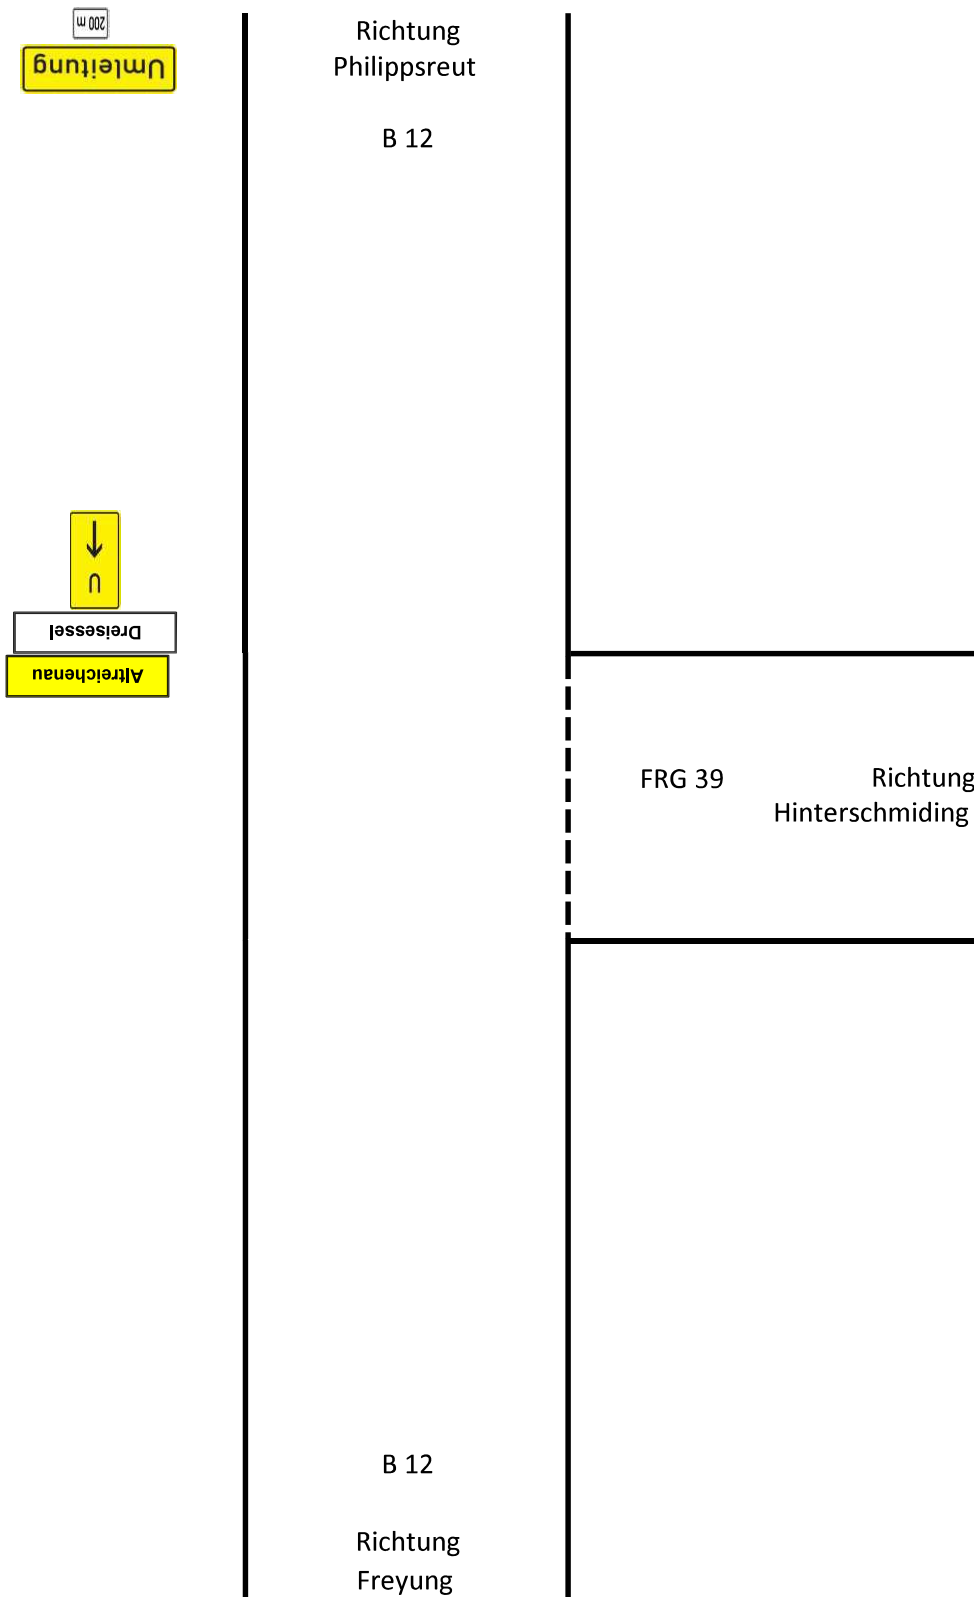 200 m
Umleitung
Richtung
Philippsreut
B 12
U
Dreisessel
Altreichenau
FRG 39
Richtung
Hinterschmiding
B 12
Richtung
Freyung